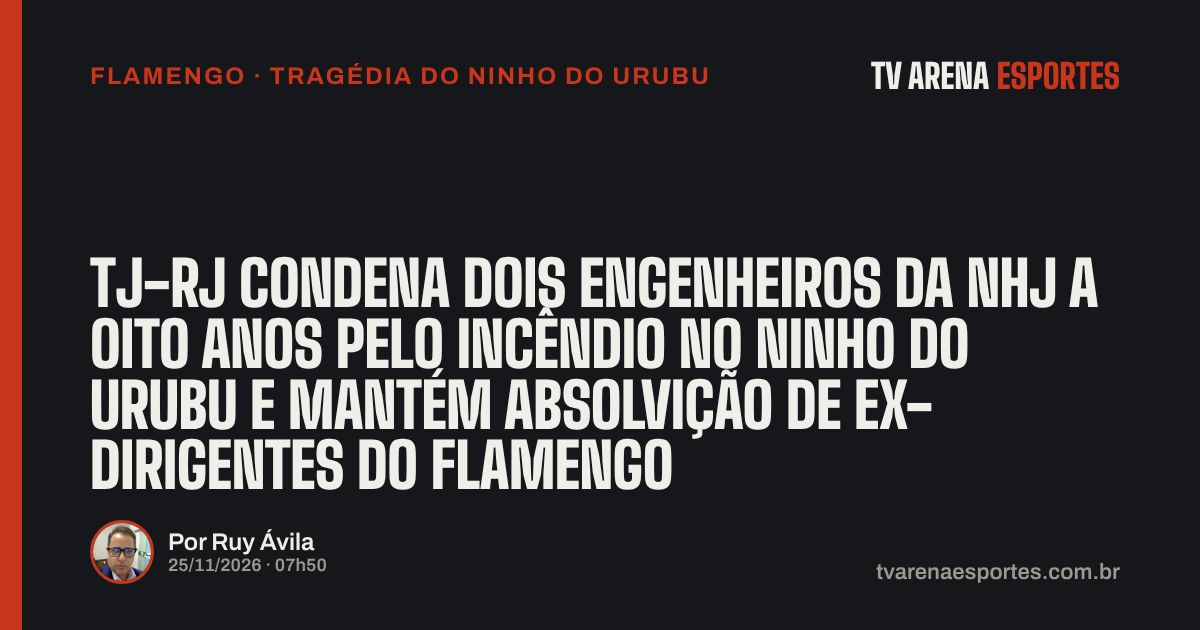 FLAMENGO · TRAGÉDIA DO NINHO DO URUBU
TV ARENA ESPORTES
TJ-RJ CONDENA DOIS ENGENHEIROS DA NHJ A
OITO ANOS PELO INCÊNDIO NO NINHO DO
URUBU E MANTÉM ABSOLVIÇÃO DE EX-
DIRIGENTES DO FLAMENGO
Por Ruy Ávila
25/11/2026 · 07h50
tvarenaesportes.com.br